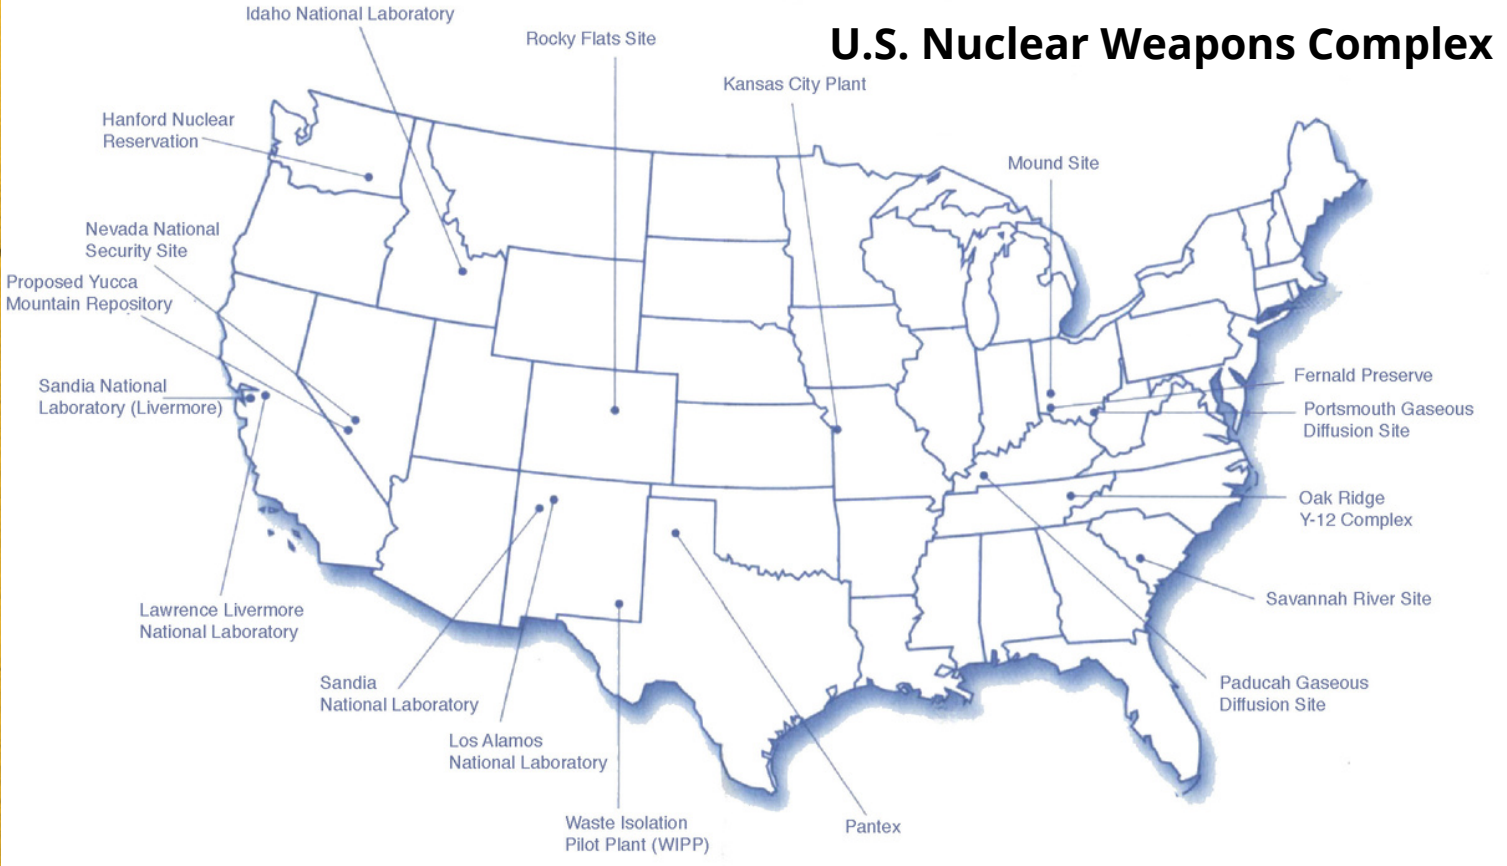 Idaho National Laboratory
Rocky Flats Site
U.S. Nuclear Weapons Complex
Kansas City Plant
Hanford Nuclear
Reservation
Mound Site
Nevada National
Security Site
Proposed Yucca
Mountain Repository
Sandia National
Laboratory (Livermore)
Fernald Preserve
Portsmouth Gaseous
Diffusion Site
Oak Ridge
Y-12 Complex
Savannah River Site
Lawrence Livermore
National Laboratory
Sandia
National Laboratory
Paducah Gaseous
Diffusion Site
Los Alamos
National Laboratory
Waste Isolation
Pilot Plant (WIPP)
Pantex